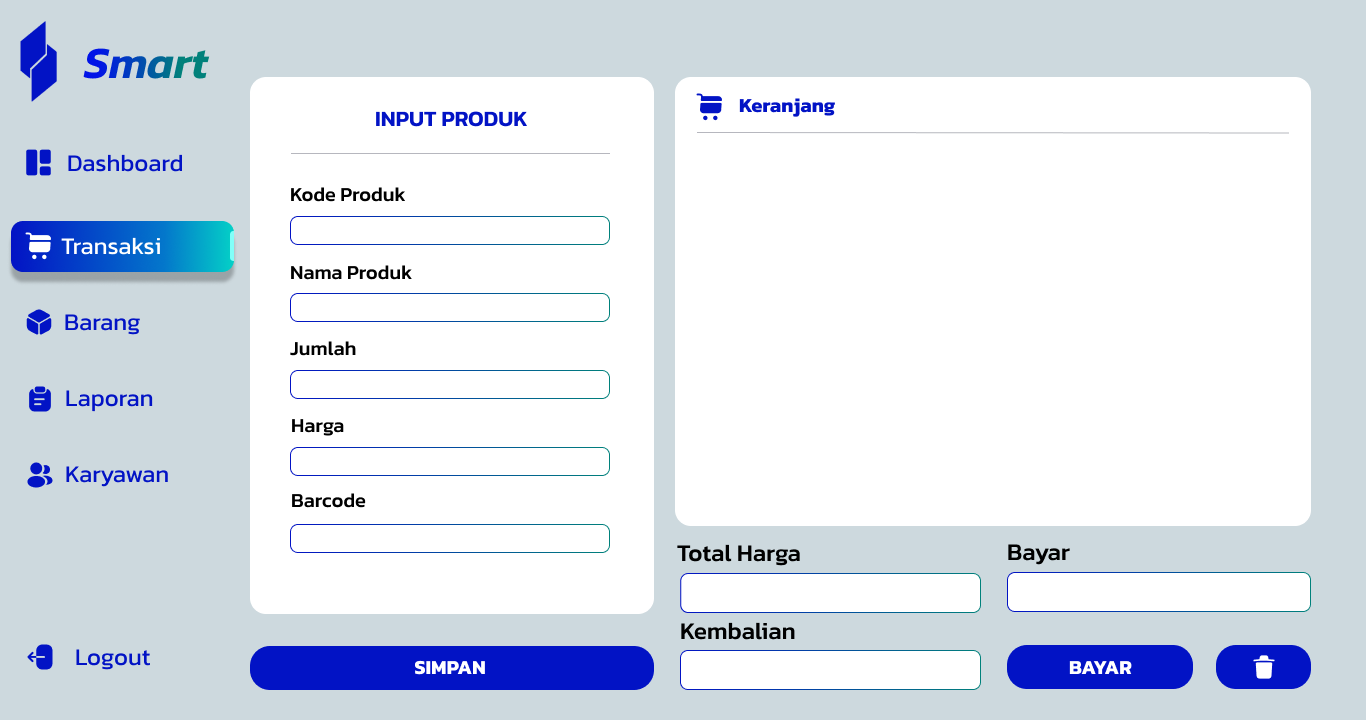 Smart
Dashboard
Transaksi
Barang
Laporan
Karyawan
Logout
INPUT PRODUK
Kode Produk
Nama Produk
Jumlah
Harga
Barcode
SIMPAN
Keranjang
Total Harga
Bayar
Kembalian
BAYAR